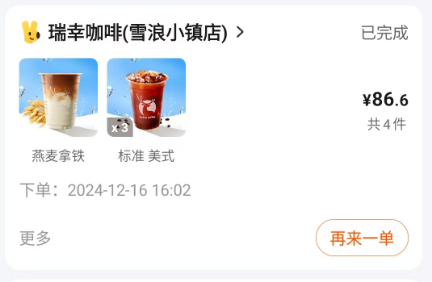 瑞幸咖啡(雪浪小镇店) >
已完成
x 3
¥86.6
共4件
燕麦拿铁
标准 美式
下单：2024-12-16 16:02
更多
再来一单